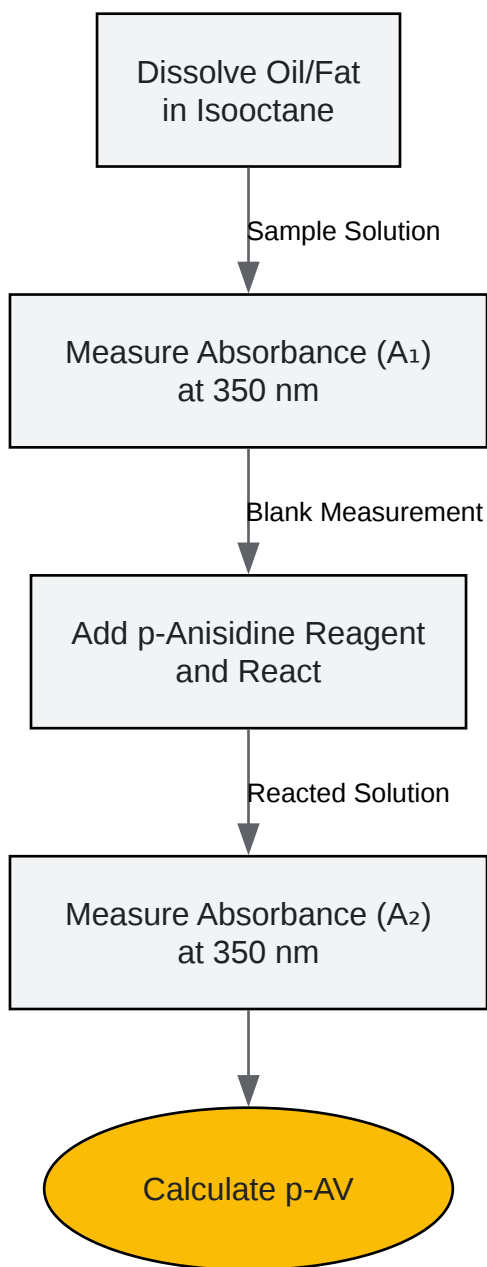 Dissolve Oil/Fat
in Isooctane
Sample Solution
Measure Absorbance (A₁)
at 350 nm
Blank Measurement
Add p-Anisidine Reagent
and React
Reacted Solution
Measure Absorbance (A₂)
at 350 nm
Calculate p-AV